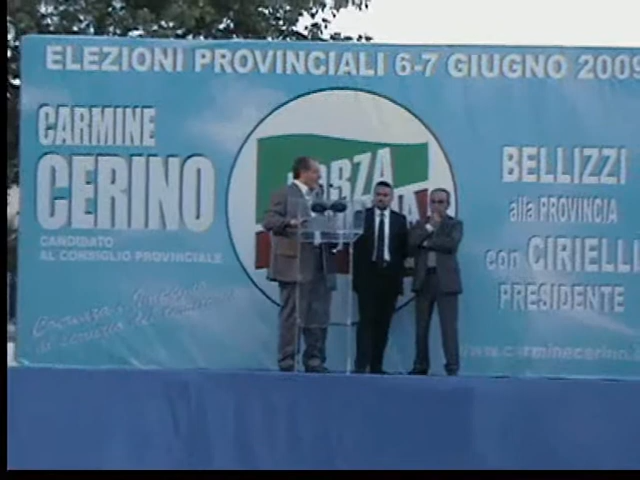 ELEZIONI PROVINCIALI 6-7 GIUGNO 2009
CARMINE
CERINO
CANDIDATO
AL CONSIGLIO PROVINCIALE
FORZA
BELLIZZI
alla PROVINCIA
con CIRIELLI
PRESIDENTE
www.carminecerino.i